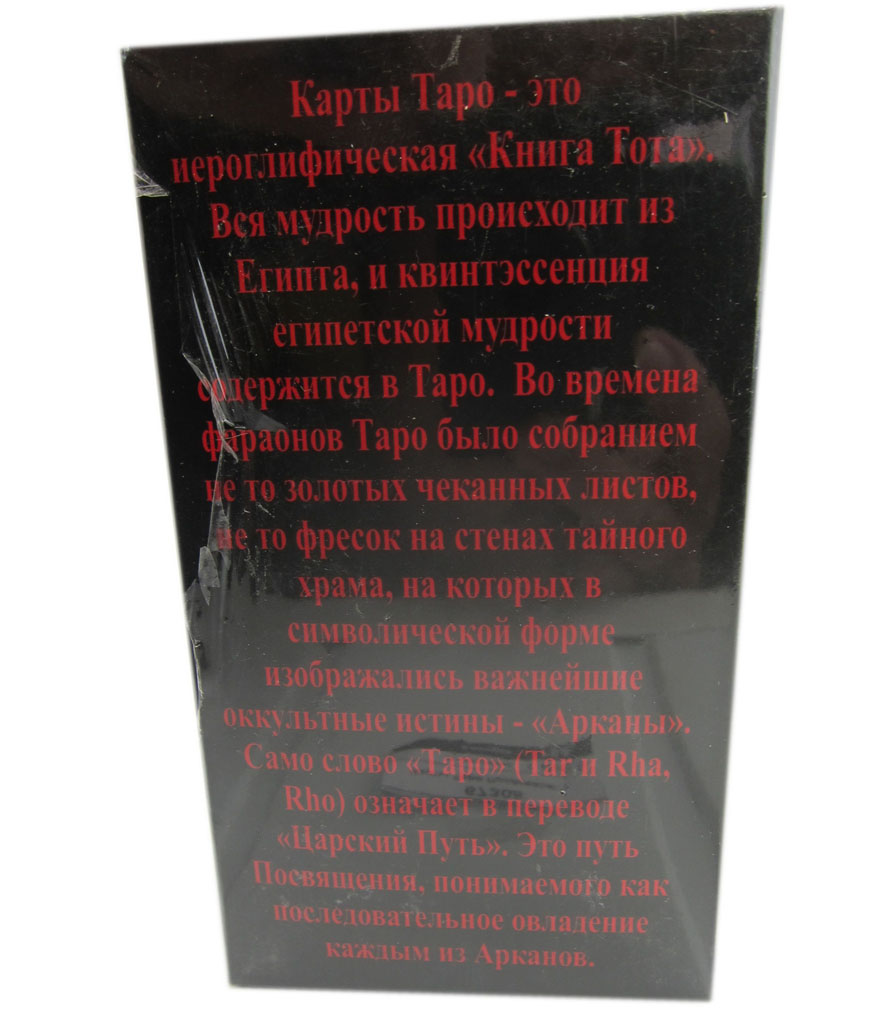 Карты Таро - это
иероглифическая «Книга Тота».
Вся мудрость происходит из
Египта, и квинтэссенция
египетской мудрости
содержится в Таро. Во времена
фараонов Таро было собранием
не то золотых чеканных листов,
не то фресок на стенах тайного
храма, на которых в
символической форме
изображались важнейшие
оккультные истины - «Арканы».
Само слово «Таро» (Tar и Rha,
Rho) означает в переводе
«Царский Путь». Это путь
Посвящения, понимаемого как
последовательное овладение
каждым из Арканов.